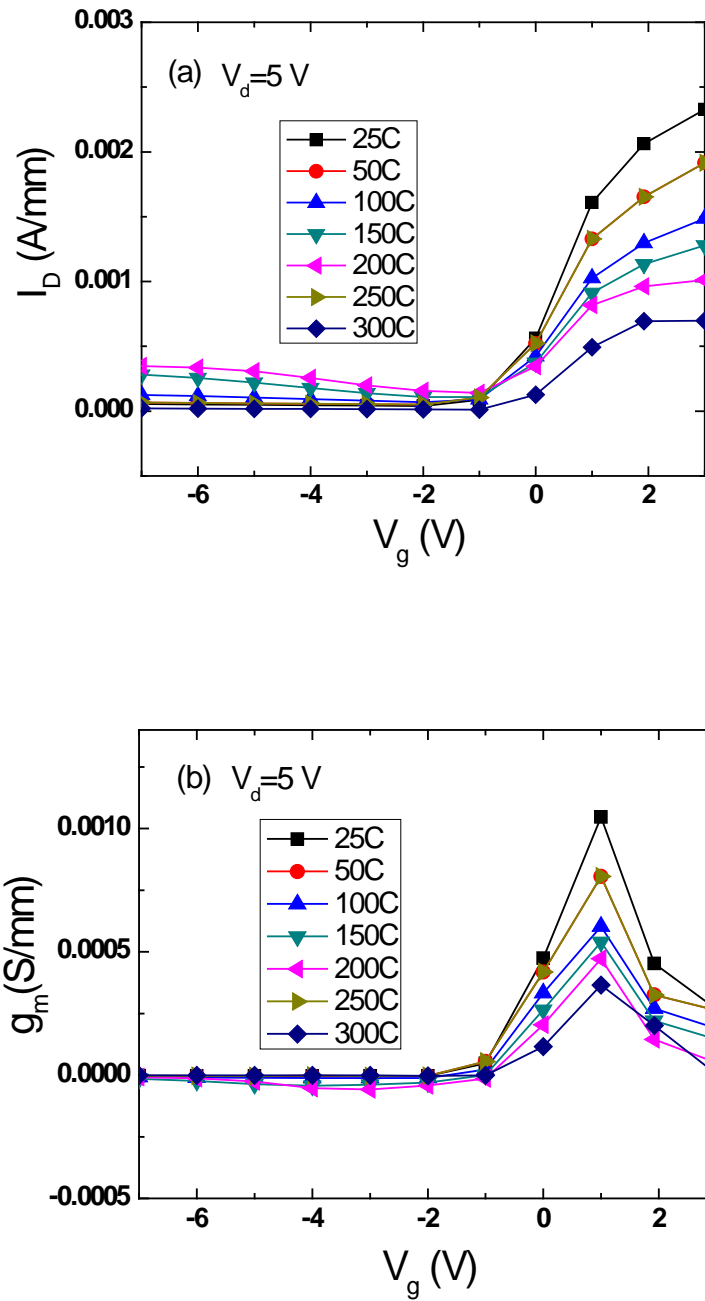 0.003
(a) V_d=5 V
25C
50C
100C
150C
200C
250C
300C
0.002
0.001
0.000
I_D (A/mm)
-6 -4 -2 0 2
V_g (V)
(b) V_d=5 V
25C
50C
100C
150C
200C
250C
300C
0.0010
0.0005
0.0000
-0.0005
g_m(S/mm)
-6 -4 -2 0 2
V_g (V)